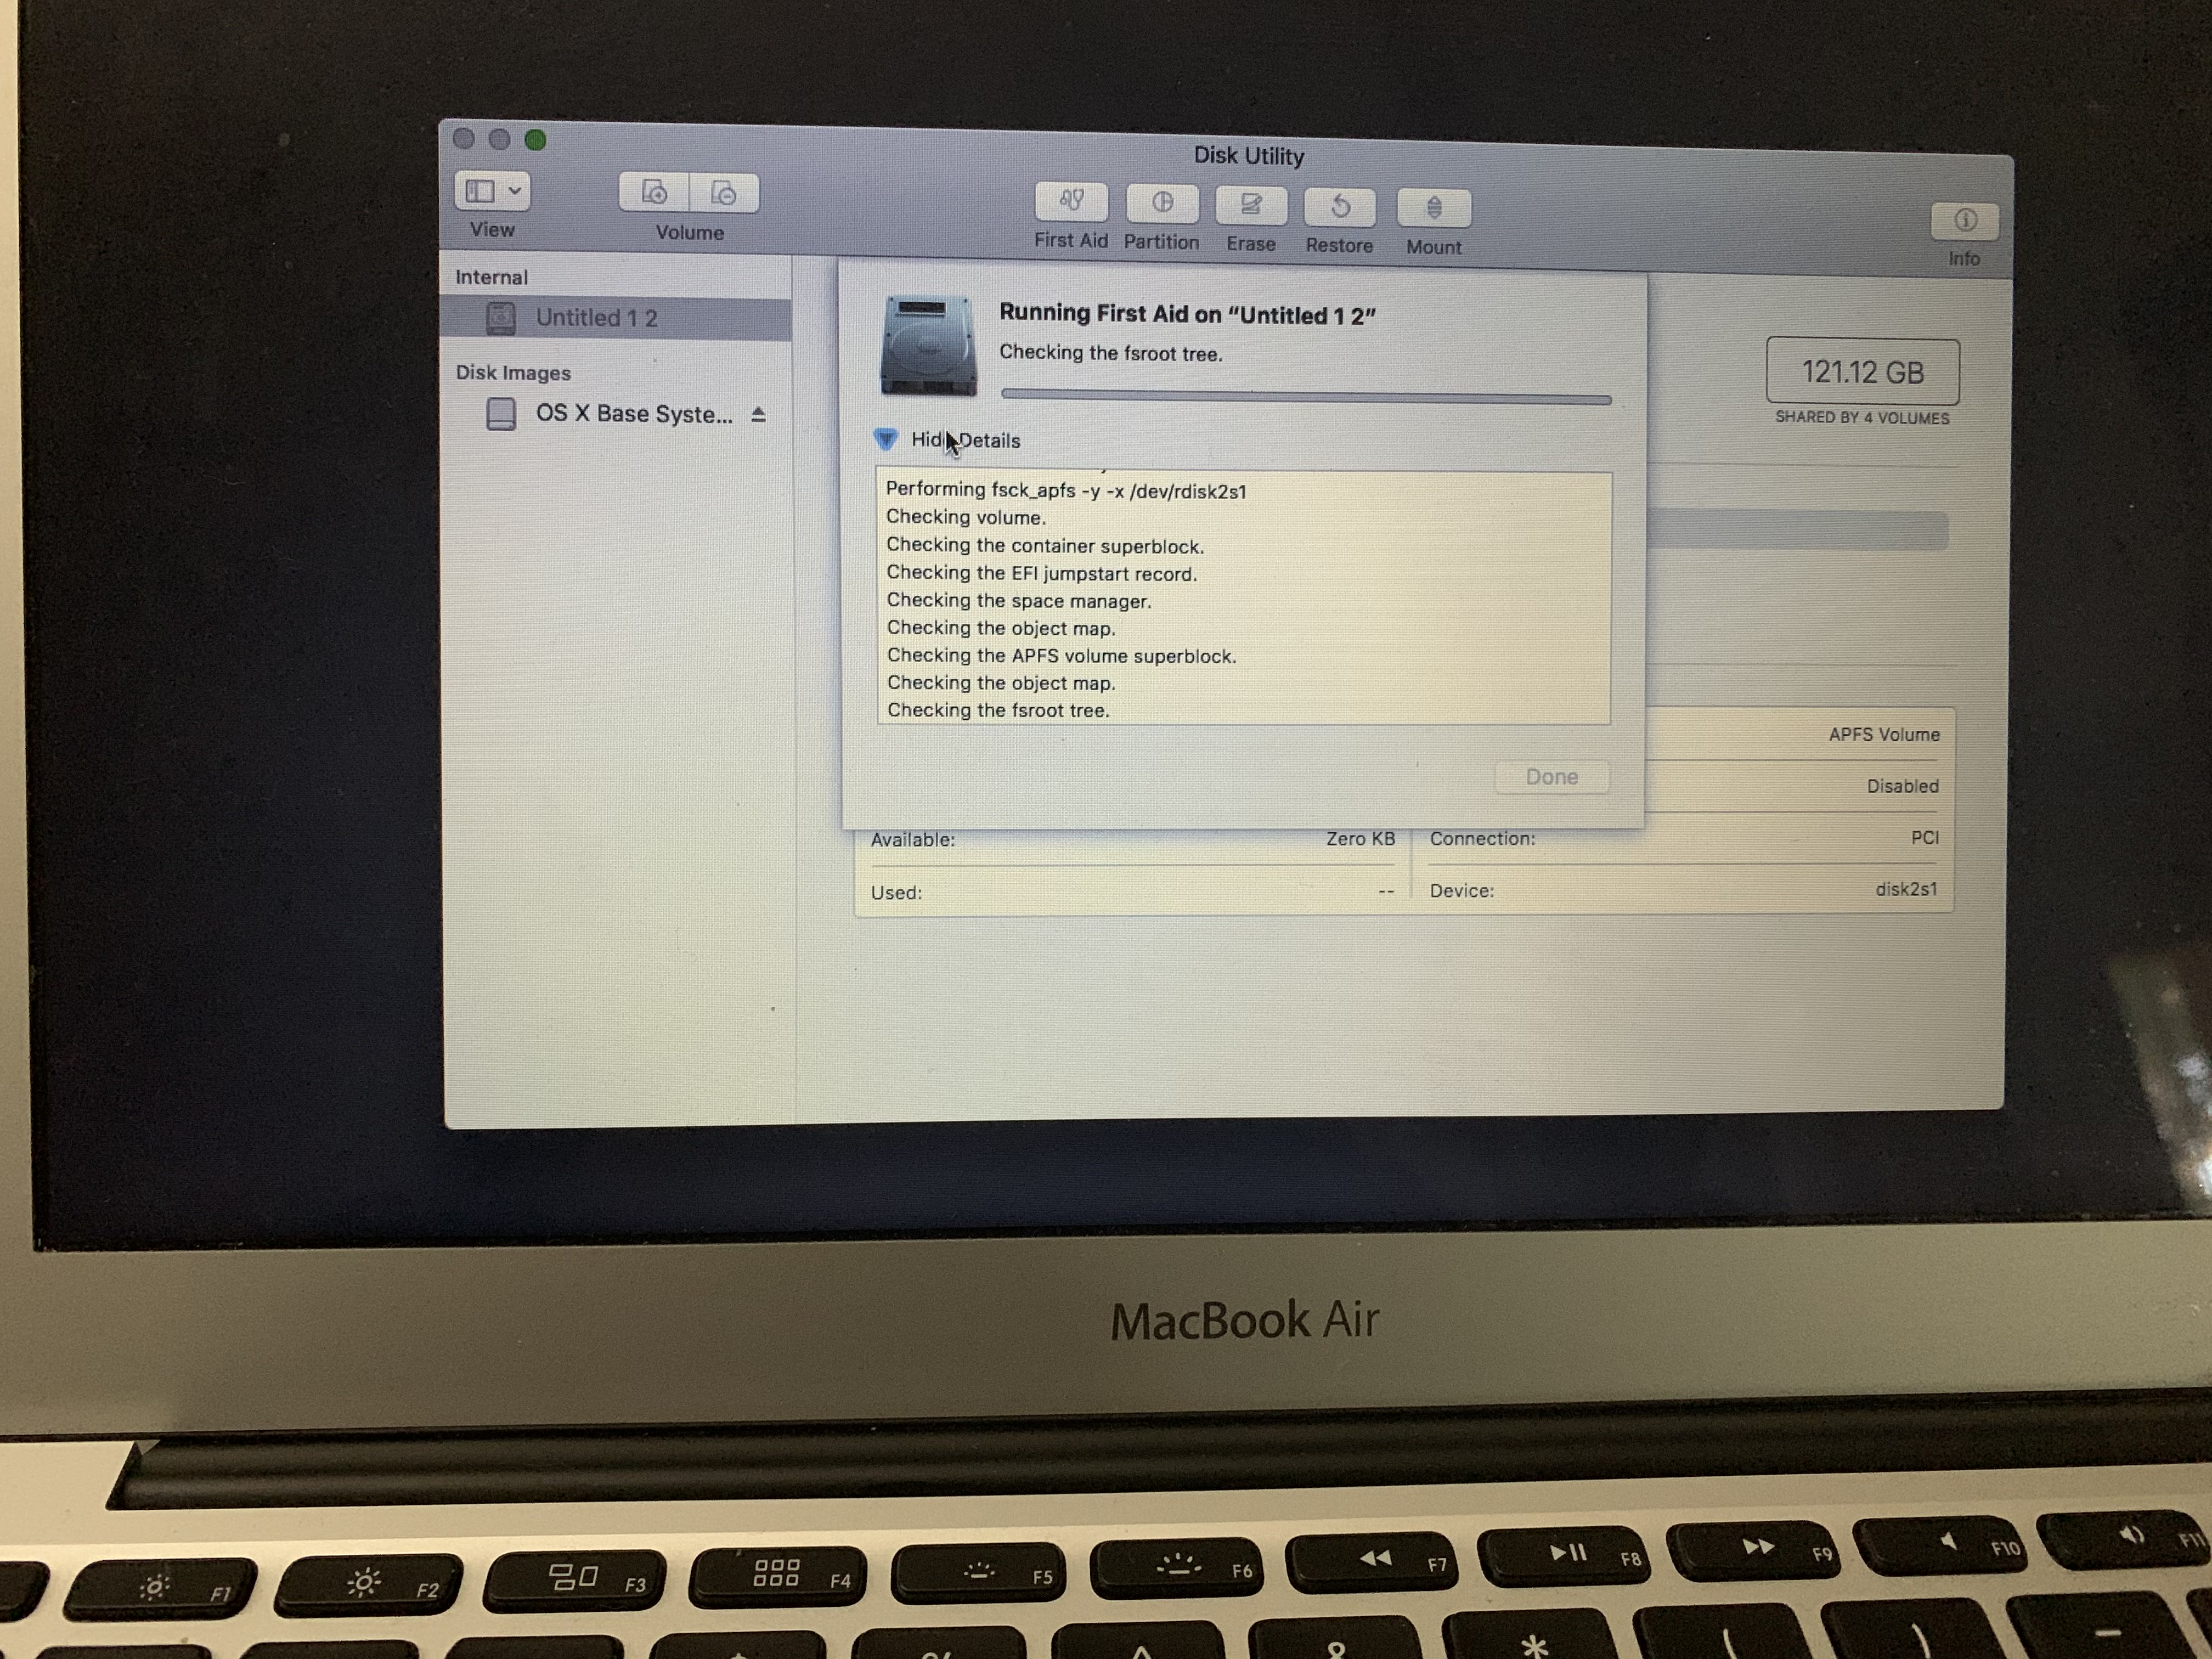 Disk Utility
View
Volume
First Aid
Partition
Erase
Restore
Mount
Info
Internal
Untitled 1 2
Disk Images
OS X Base Syste...
Running First Aid on “Untitled 1 2”
Checking the fsroot tree.
121.12 GB
SHARED BY 4 VOLUMES
Hid Details
Performing fsck_apfs -y -x /dev/rdisk2s1
Checking volume.
Checking the container superblock.
Checking the EFI jumpstart record.
Checking the space manager.
Checking the object map.
Checking the APFS volume superblock.
Checking the object map.
Checking the fsroot tree.
Done
APFS Volume
Disabled
Available: Zero KB
Connection: PCI
Used: --
Device: disk2s1
MacBook Air
F1 F2 F3 F4 F5 F6 F7 F8 F9 F10 F11
& * ( ) –